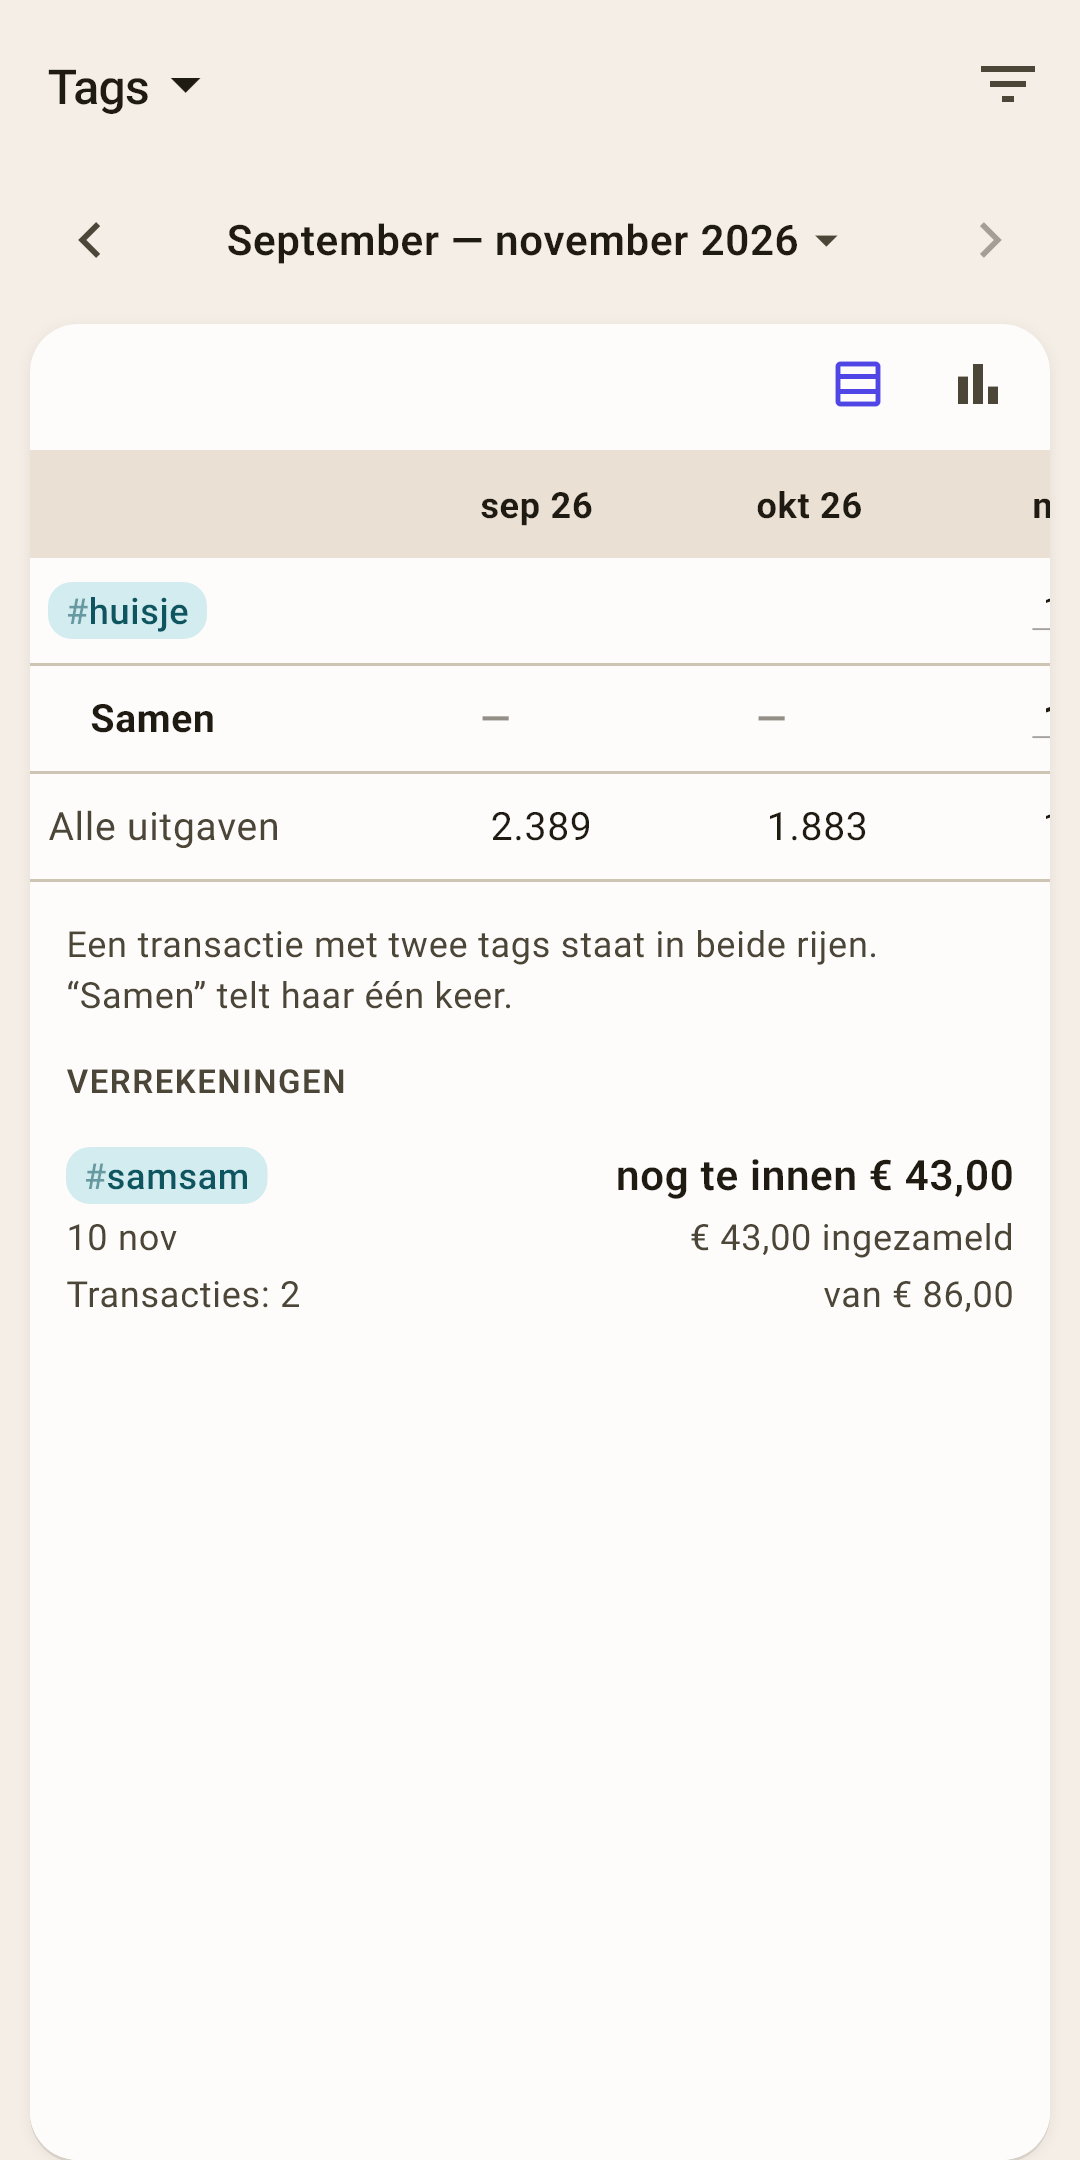 Tags
September — november 2026
sep 26 okt 26
#huisje
Samen — —
Alle uitgaven 2.389 1.883
Een transactie met twee tags staat in beide rijen.
“Samen” telt haar één keer.
VERREKENINGEN
#samsam nog te innen € 43,00
10 nov € 43,00 ingezameld
Transacties: 2 van € 86,00